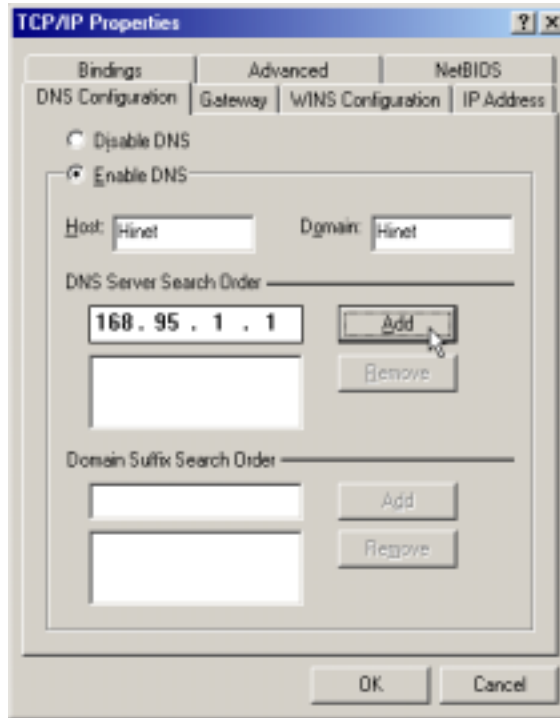 TCP/IP Properties
Bindings Advanced NetBIOS
DNS Configuration Gateway WINS Configuration IP Address
Disable DNS
Enable DNS
Host: Hinet Domain: Hinet
DNS Server Search Order
168 . 95 . 1 . 1 Add
Remove
Domain Suffix Search Order
Add
Remove
OK Cancel